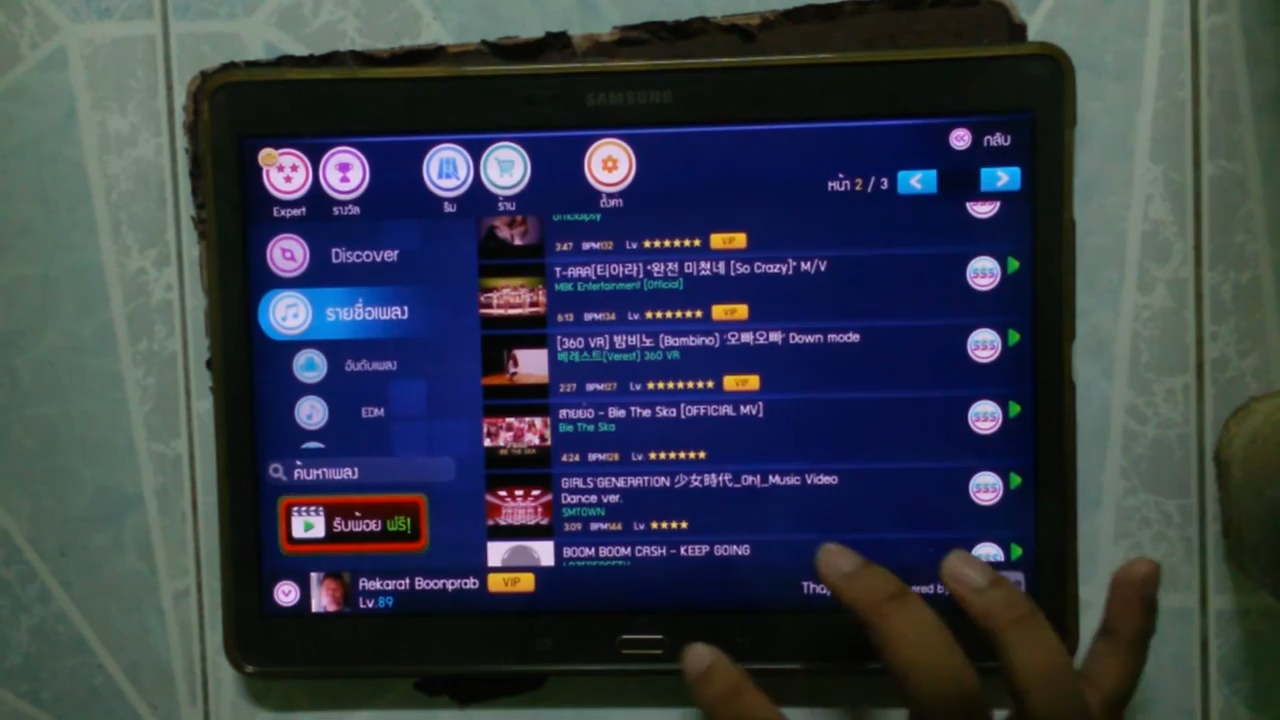 SAMSUNG
กลับ
Expert
รางวัล
ธีม
ร้าน
ตั้งค่า
หน้า 2 / 3
Discover
รายชื่อเพลง
อันดับเพลง
EDM
ค้นหาเพลง
รับพ้อย ฟรี!
Aekarat Boonprab VIP
Lv.89
officialpsy
3:47 BPM132 Lv. ★★★★★★ VIP
T-ARA[티아라] "완전 미쳤네 [So Crazy]" M/V
MBK Entertainment [Official]
SSS
6:13 BPM134 Lv. ★★★★★★ VIP
[360 VR] 밤비노 (Bambino) '오빠오빠' Down mode
베레스트(Verest) 360 VR
SSS
2:27 BPM127 Lv. ★★★★★★★ VIP
สายย่อ - Bie The Ska [OFFICIAL MV]
Bie The Ska
SSS
4:24 BPM128 Lv. ★★★★★★
GIRLS'GENERATION 少女時代_Oh!_Music Video
Dance ver.
SMTOWN
SSS
3:09 BPM144 Lv. ★★★★
BOOM BOOM CASH - KEEP GOING